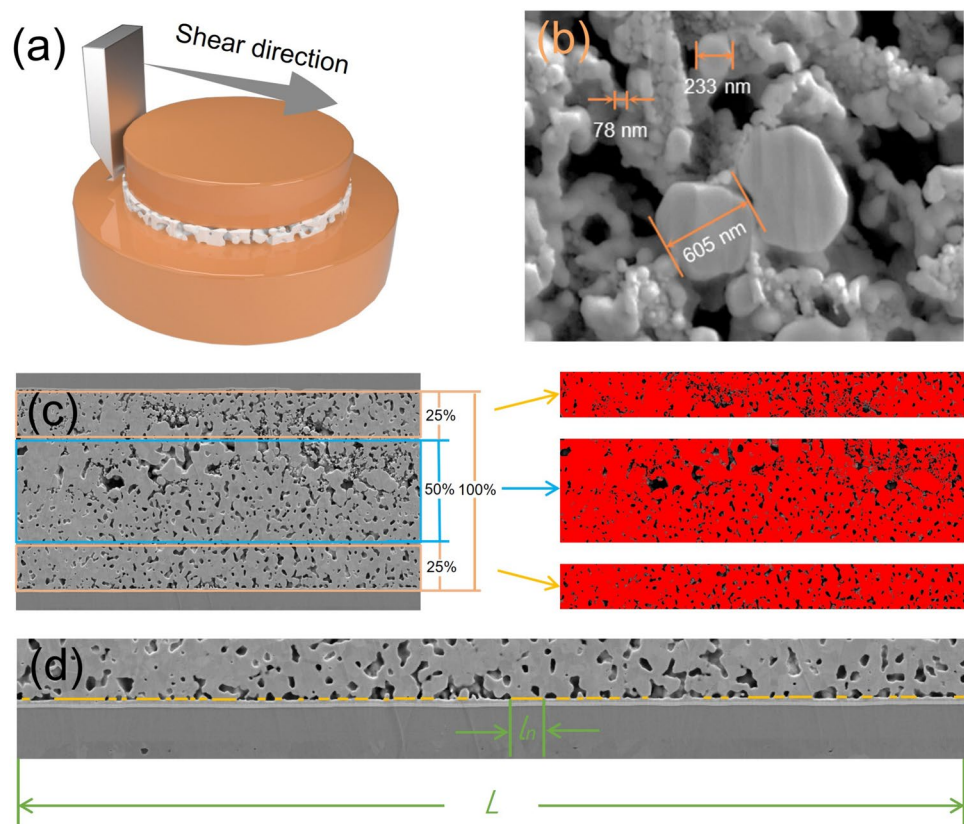 (a)
Shear direction
(b)
233 nm
78 nm
605 nm
(c)
25%
50%
100%
25%
(d)
ln
L